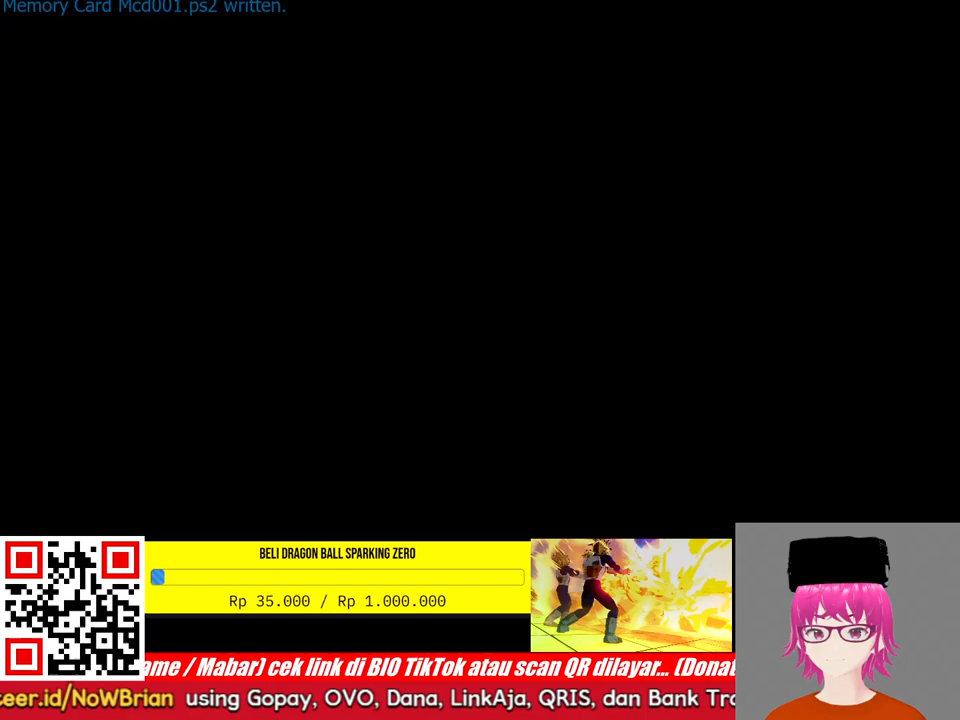 Memory Card Mcd001.ps2 written.
BELI DRAGON BALL SPARKING ZERO
Rp 35.000 / Rp 1.000.000
ame / Mabar) cek link di BIO TikTok atau scan QR dilayar... (Donat
teer.id/NoWBrian using Gopay, OVO, Dana, LinkAja, QRIS, dan Bank Tra